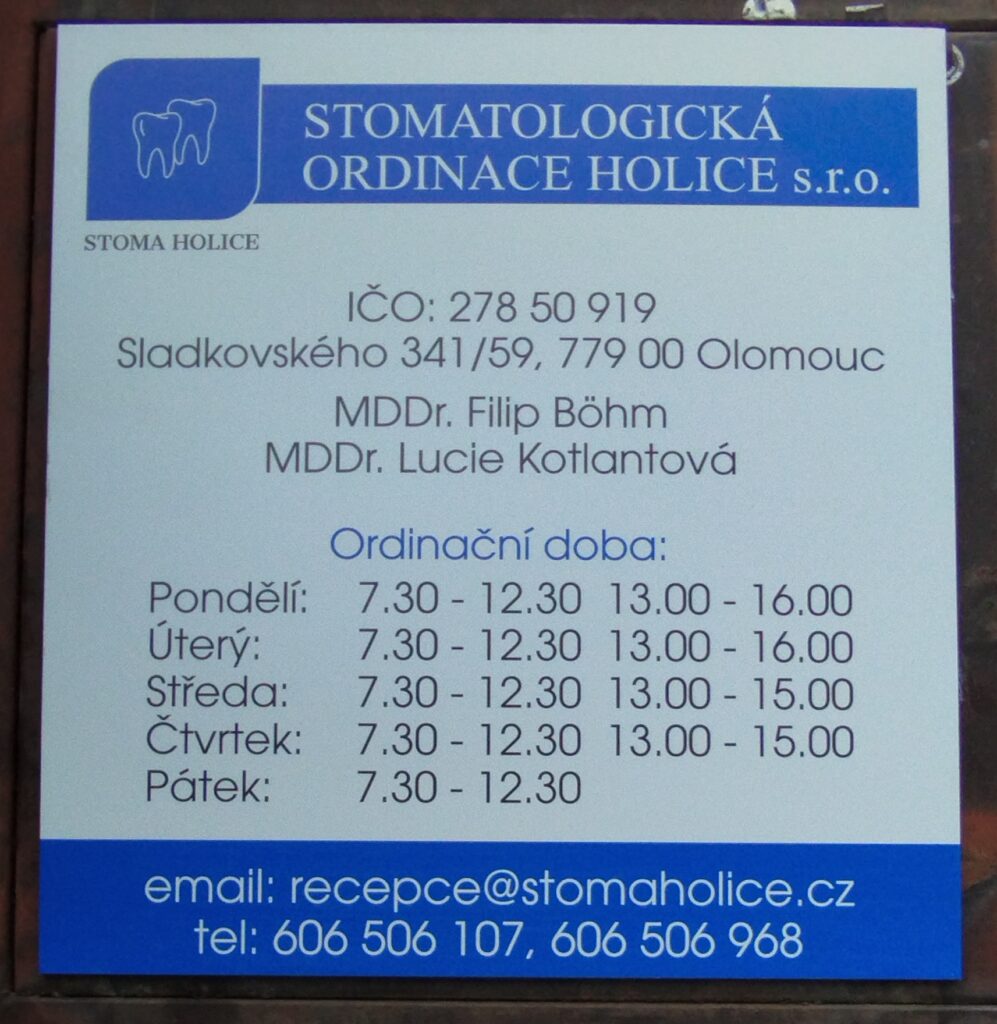 STOMATOLOGICKÁ
ORDINACE HOLICE s.r.o.
STOMA HOLICE
IČO: 278 50 919
Sladkovského 341/59, 779 00 Olomouc
MDDr. Filip Böhm
MDDr. Lucie Kotlantová
Ordinační doba:
Pondělí: 7.30 - 12.30 13.00 - 16.00
Úterý: 7.30 - 12.30 13.00 - 16.00
Středa: 7.30 - 12.30 13.00 - 15.00
Čtvrtek: 7.30 - 12.30 13.00 - 15.00
Pátek: 7.30 - 12.30
email: recepce@stomaholice.cz
tel: 606 506 107, 606 506 968